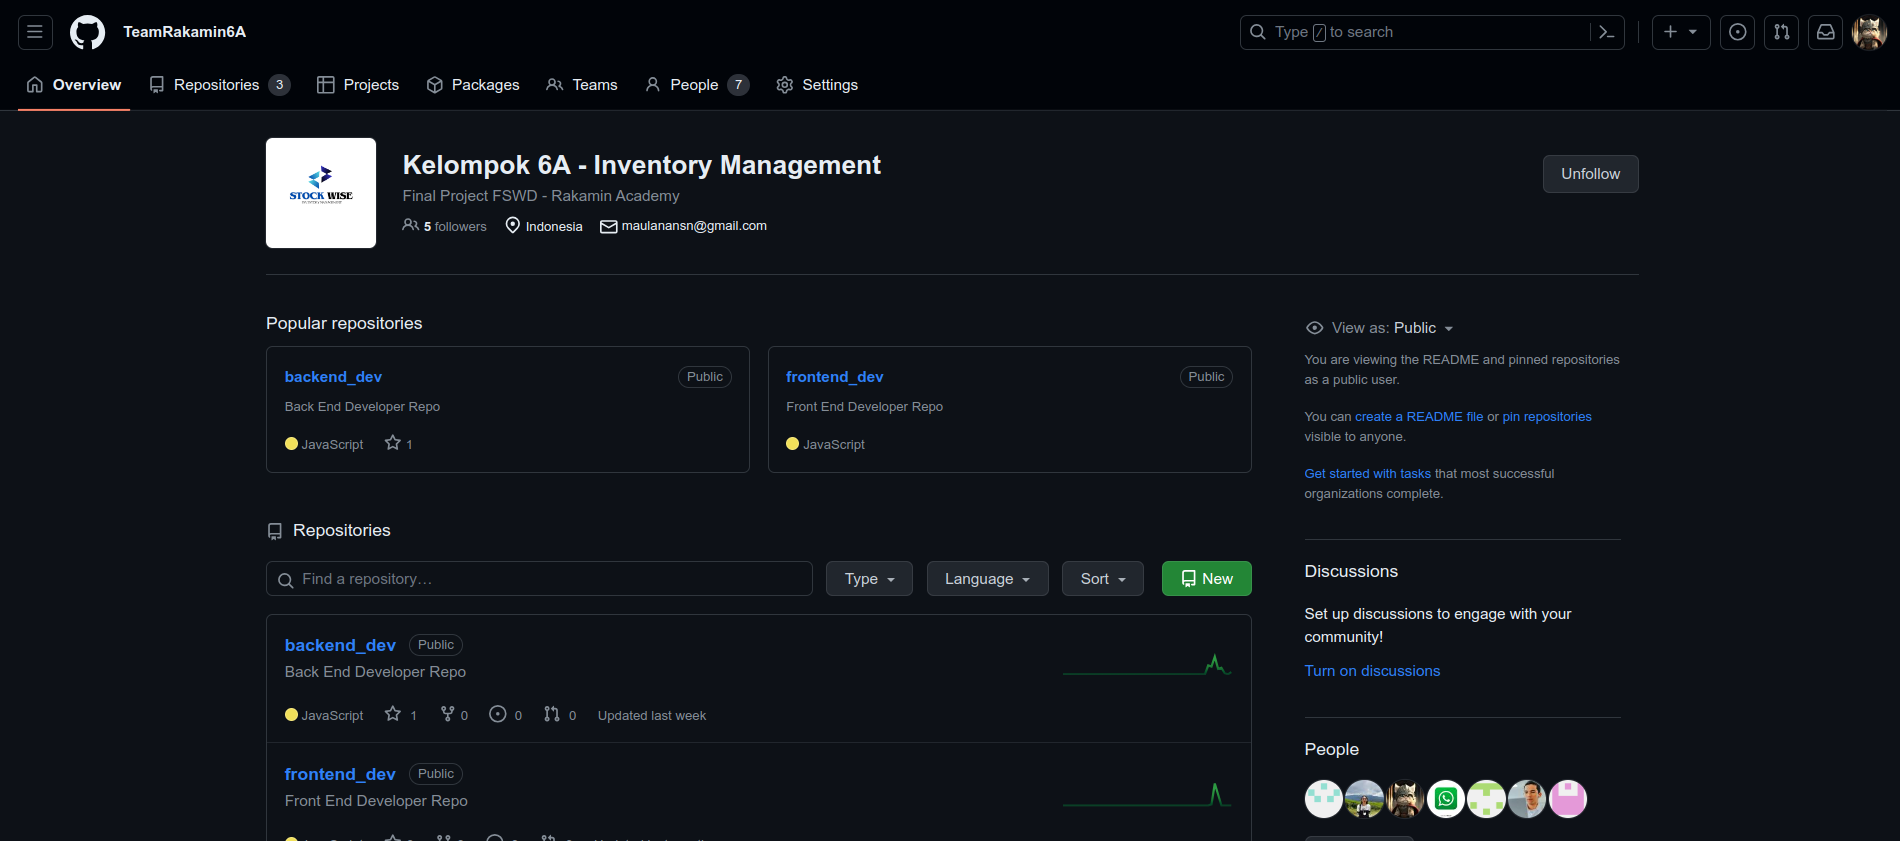 TeamRakamin6A
Type / to search
Overview
Repositories 3
Projects
Packages
Teams
People 7
Settings
STOCK WISE
Kelompok 6A - Inventory Management
Final Project FSWD - Rakamin Academy
5 followers
Indonesia
maulanansn@gmail.com
Unfollow
Popular repositories
backend_dev
Public
Back End Developer Repo
JavaScript
1
frontend_dev
Public
Front End Developer Repo
JavaScript
View as: Public
You are viewing the README and pinned repositories
as a public user.
You can create a README file or pin repositories
visible to anyone.
Get started with tasks that most successful
organizations complete.
Repositories
Find a repository…
Type
Language
Sort
New
backend_dev Public
Back End Developer Repo
JavaScript 1 0 0 0 Updated last week
frontend_dev Public
Front End Developer Repo
Discussions
Set up discussions to engage with your
community!
Turn on discussions
People